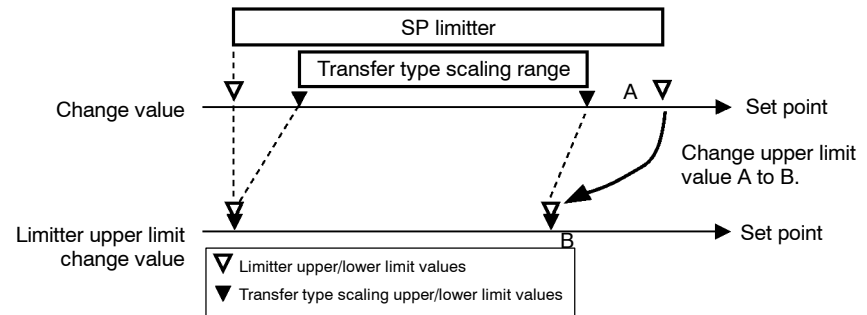 SP limitter
Transfer type scaling range
A
Change value
Set point
Change upper limit
value A to B.
B
Limitter upper limit
change value
Set point
Limitter upper/lower limit values
Transfer type scaling upper/lower limit values